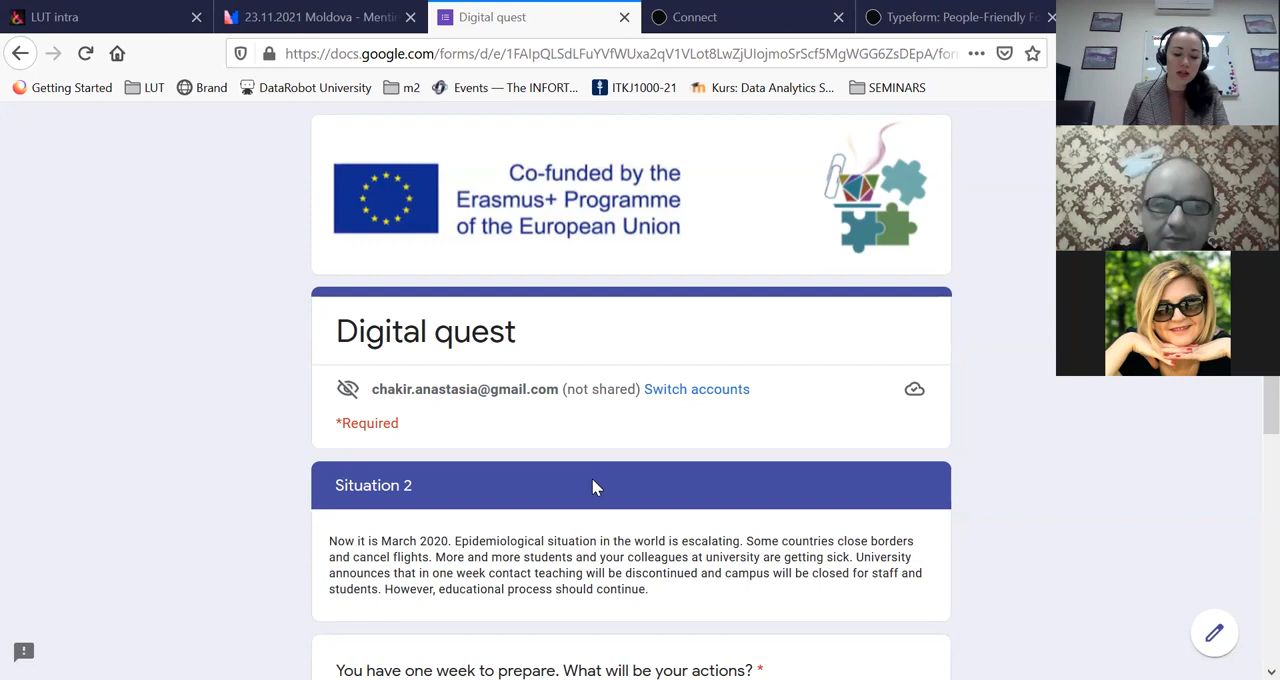 LUT intra
23.11.2021 Moldova - Menti
Digital quest
Connect
Typeform: People-Friendly Fo
https://docs.google.com/forms/d/e/1FAIpQLSdLFuYVfWUxa2qV1VLot8LwZjUIojmoSrScf5MgWGG6ZsDEpA/for
Getting Started
LUT
Brand
DataRobot University
m2
Events — The INFORT...
ITKJ1000-21
Kurs: Data Analytics S...
SEMINARS
Co-funded by the
Erasmus+ Programme
of the European Union
Digital quest
chakir.anastasia@gmail.com (not shared) Switch accounts
*Required
Situation 2
Now it is March 2020. Epidemiological situation in the world is escalating. Some countries close borders
and cancel flights. More and more students and your colleagues at university are getting sick. University
announces that in one week contact teaching will be discontinued and campus will be closed for staff and
students. However, educational process should continue.
You have one week to prepare. What will be your actions? *